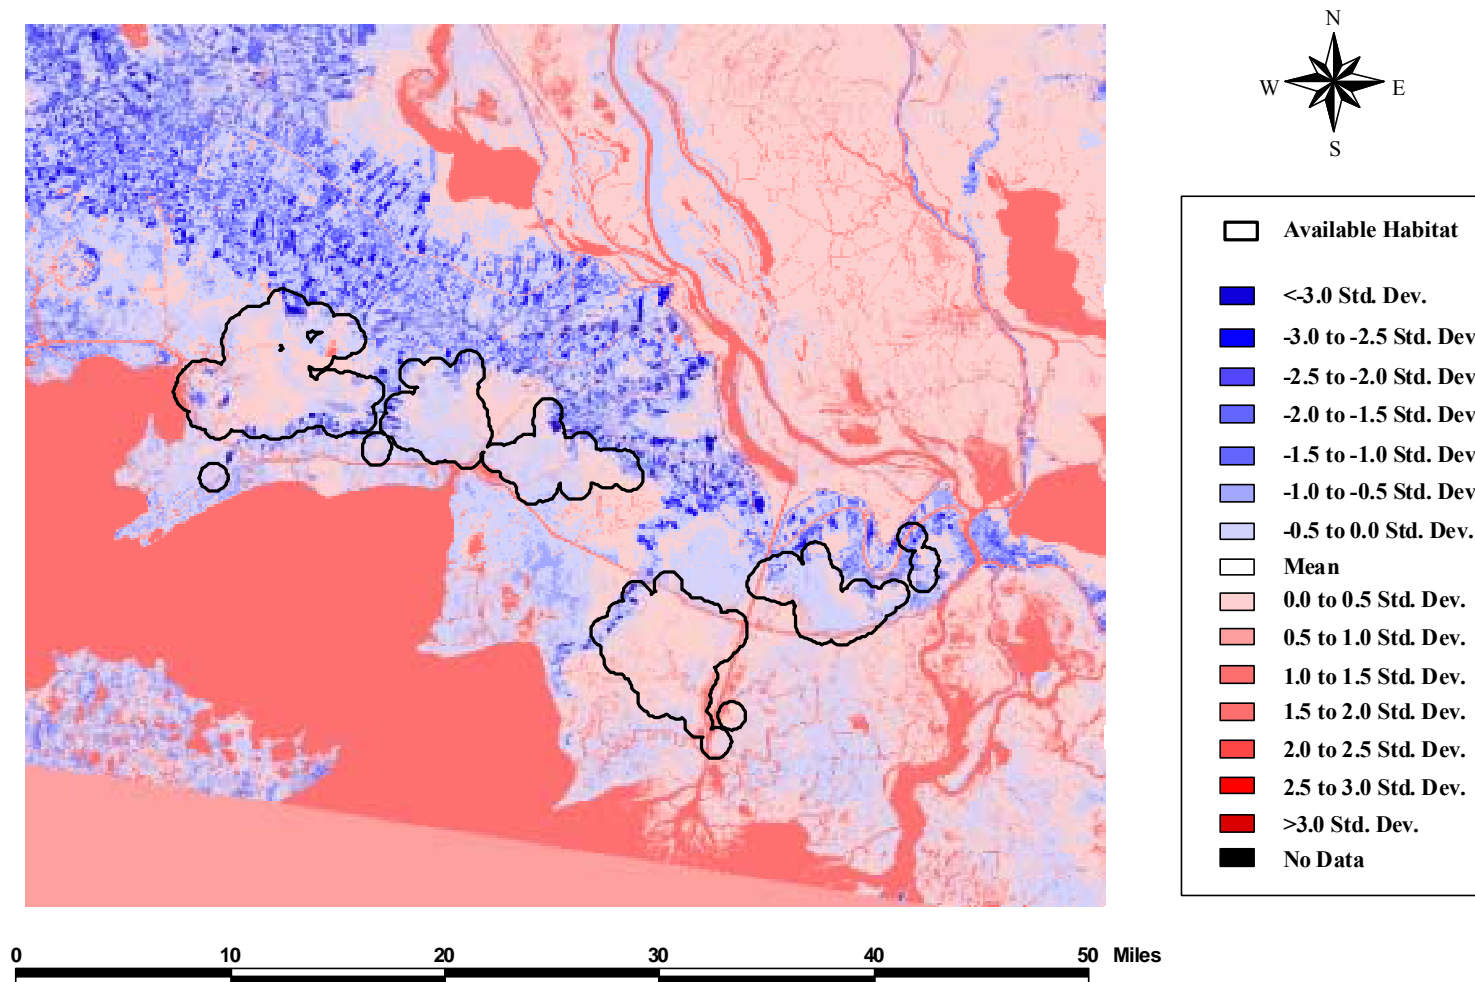 N
W E
S
Available Habitat
<-3.0 Std. Dev.
-3.0 to -2.5 Std. Dev
-2.5 to -2.0 Std. Dev
-2.0 to -1.5 Std. Dev
-1.5 to -1.0 Std. Dev
-1.0 to -0.5 Std. Dev
-0.5 to 0.0 Std. Dev.
Mean
0.0 to 0.5 Std. Dev.
0.5 to 1.0 Std. Dev.
1.0 to 1.5 Std. Dev.
1.5 to 2.0 Std. Dev.
2.0 to 2.5 Std. Dev.
2.5 to 3.0 Std. Dev.
>3.0 Std. Dev.
No Data
0 10 20 30 40 50 Miles